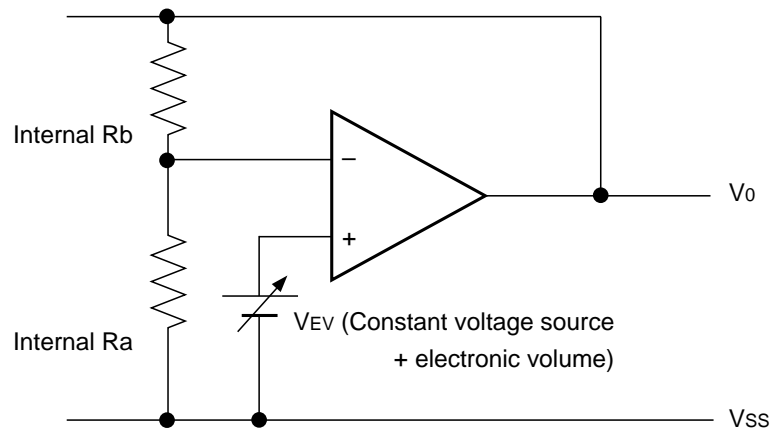 Internal Rb
−
V0
+
VEV (Constant voltage source
+ electronic volume)
Internal Ra
VSS